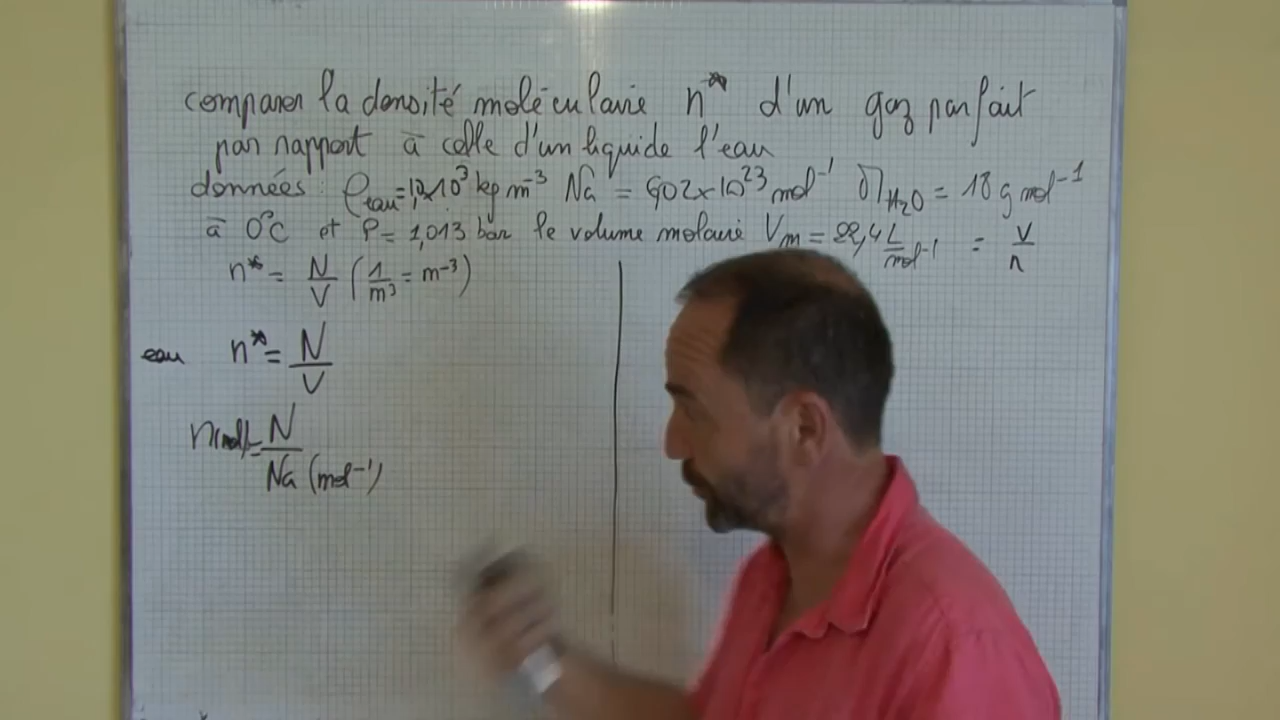 comparer la densité moléculaire n* d'un gaz parfait
par rapport à celle d'un liquide l'eau
données : ρeau=1,0×10³ kg m⁻³ Na = 6,02×10²³ mol⁻¹ M_H₂O = 18 g mol⁻¹
à 0°C et P = 1,013 bar le volume molaire Vm = 22,4 L/mol⁻¹ = V/n
n* = N/V (1/m³ = m⁻³)
eau n* = N/V
n(mol) = N/Na (mol⁻¹)